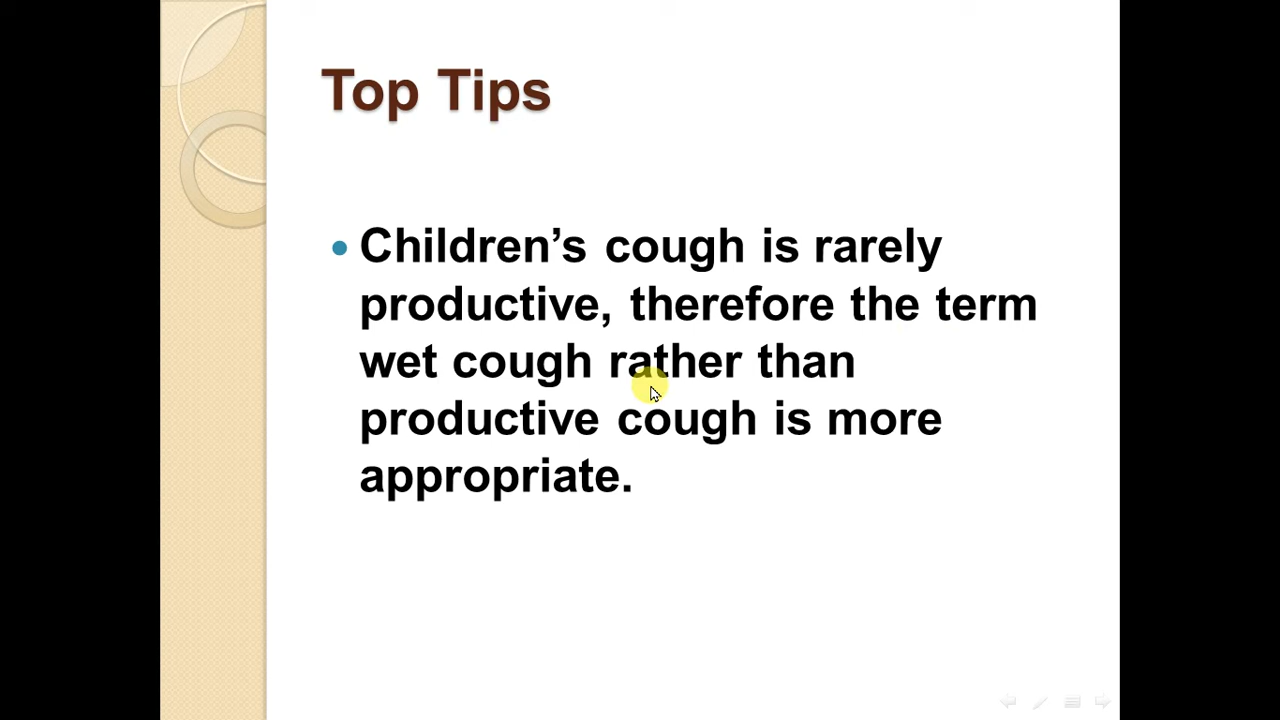 Top Tips
Children’s cough is rarely
productive, therefore the term
wet cough rather than
productive cough is more
appropriate.